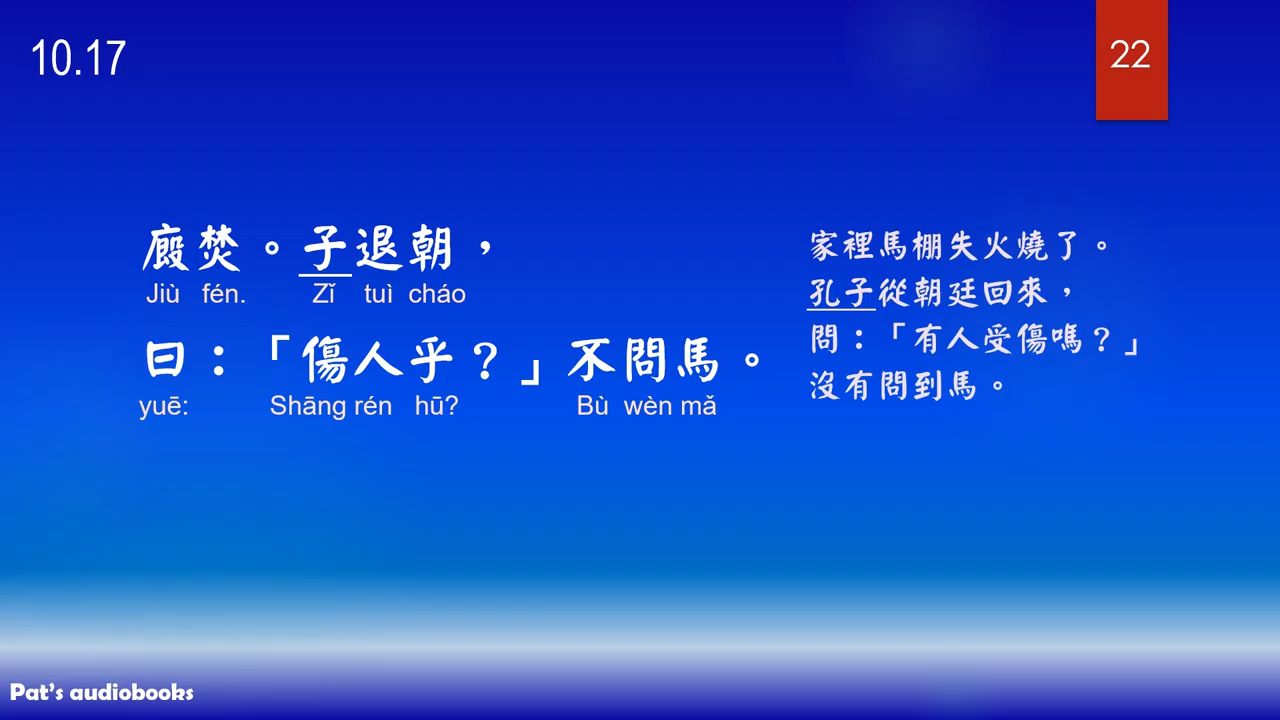 10.17
22
廄焚。子退朝，
Jiù fén. Zǐ tuì cháo
曰：「傷人乎？」不問馬。
yuē: Shāng rén hū? Bù wèn mǎ
家裡馬棚失火燒了。
孔子從朝廷回來，
問：「有人受傷嗎？」
沒有問到馬。
Pat's audiobooks